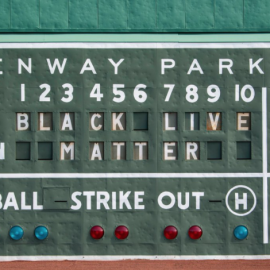 ENWAY PARK
1 2 3 4 5 6 7 8 9 10
BLACK LIVE
N MATTER
BALL - STRIKE OUT - H